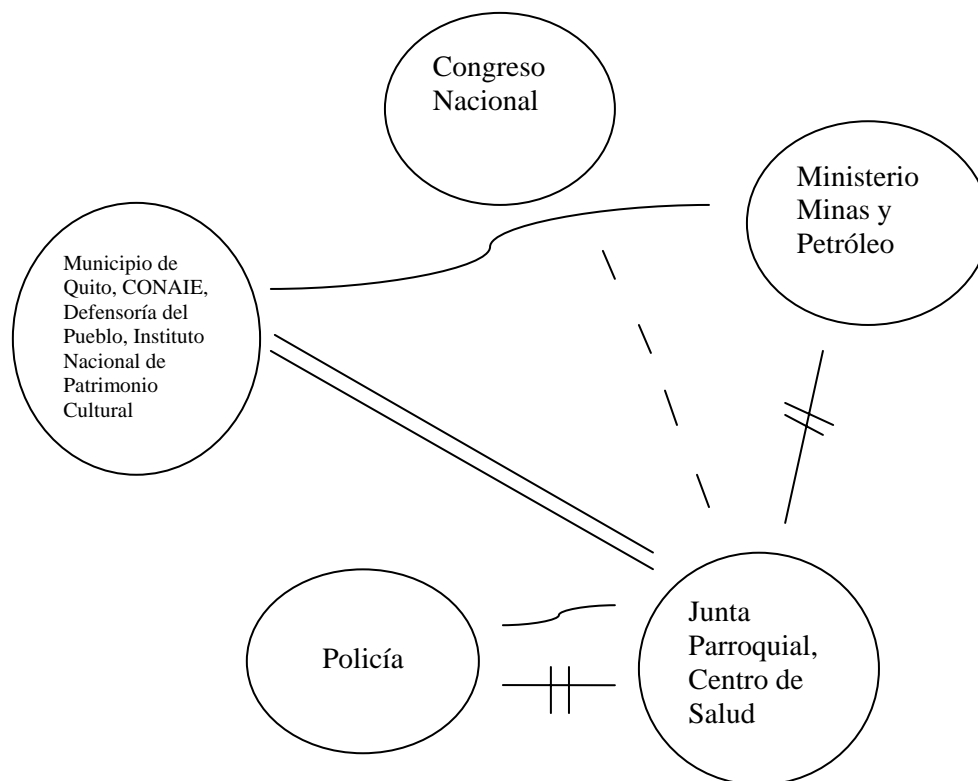 Congreso
Nacional
Ministerio
Minas y
Petróleo
Municipio de
Quito, CONAIE,
Defensoría del
Pueblo, Instituto
Nacional de
Patrimonio
Cultural
Policía
Junta
Parroquial,
Centro de
Salud